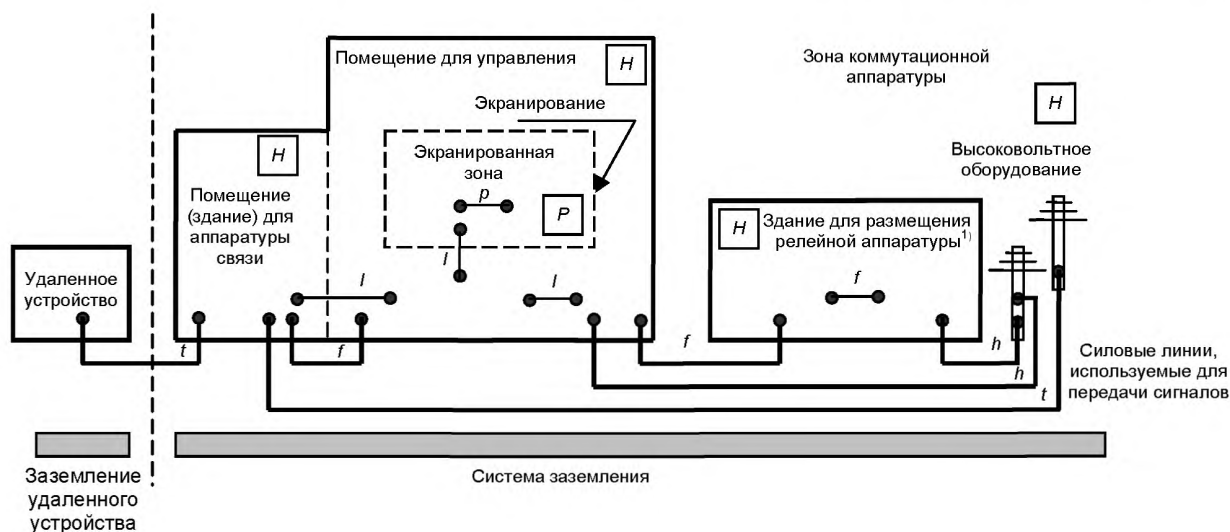 Помещение для управления
H
Экранирование
Экранированная
зона
p
P
l
H
Помещение
(здание) для
аппаратуры
связи
l
l
Удаленное
устройство
t
f
f
Зона коммутационной
аппаратуры
H
Высоковольтное
оборудование
H
Здание для размещения
релейной аппаратуры1)
f
h
h
t
Силовые линии,
используемые для
передачи сигналов
Заземление
удаленного
устройства
Система заземления